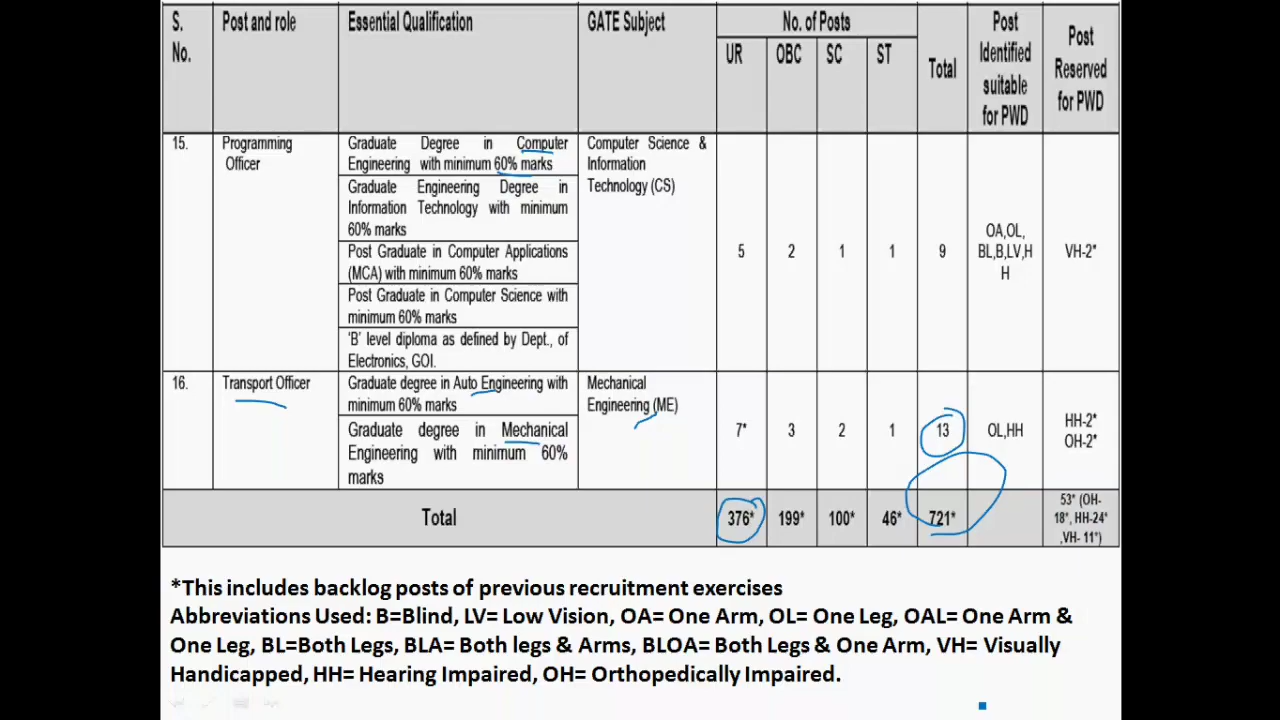 S. No. Post and role Essential Qualification GATE Subject No. of Posts Total Post Identified suitable for PWD Post Reserved for PWD
UR OBC SC ST
15. Programming Officer
Graduate Degree in Computer
Engineering with minimum 60% marks
Graduate Engineering Degree in
Information Technology with minimum
60% marks
Post Graduate in Computer Applications
(MCA) with minimum 60% marks
Post Graduate in Computer Science with
minimum 60% marks
'B' level diploma as defined by Dept., of
Electronics, GOI.
Computer Science &
Information
Technology (CS)
5 2 1 1 9
OA,OL,
BL,B,LV,H
H
VH-2*
16. Transport Officer
Graduate degree in Auto Engineering with
minimum 60% marks
Graduate degree in Mechanical
Engineering with minimum 60%
marks
Mechanical
Engineering (ME)
7* 3 2 1 13 OL,HH
HH-2*
OH-2*
Total 376* 199* 100* 46* 721*
53* (OH-
18*, HH-24*
,VH- 11*)
*This includes backlog posts of previous recruitment exercises
Abbreviations Used: B=Blind, LV= Low Vision, OA= One Arm, OL= One Leg, OAL= One Arm &
One Leg, BL=Both Legs, BLA= Both legs & Arms, BLOA= Both Legs & One Arm, VH= Visually
Handicapped, HH= Hearing Impaired, OH= Orthopedically Impaired.